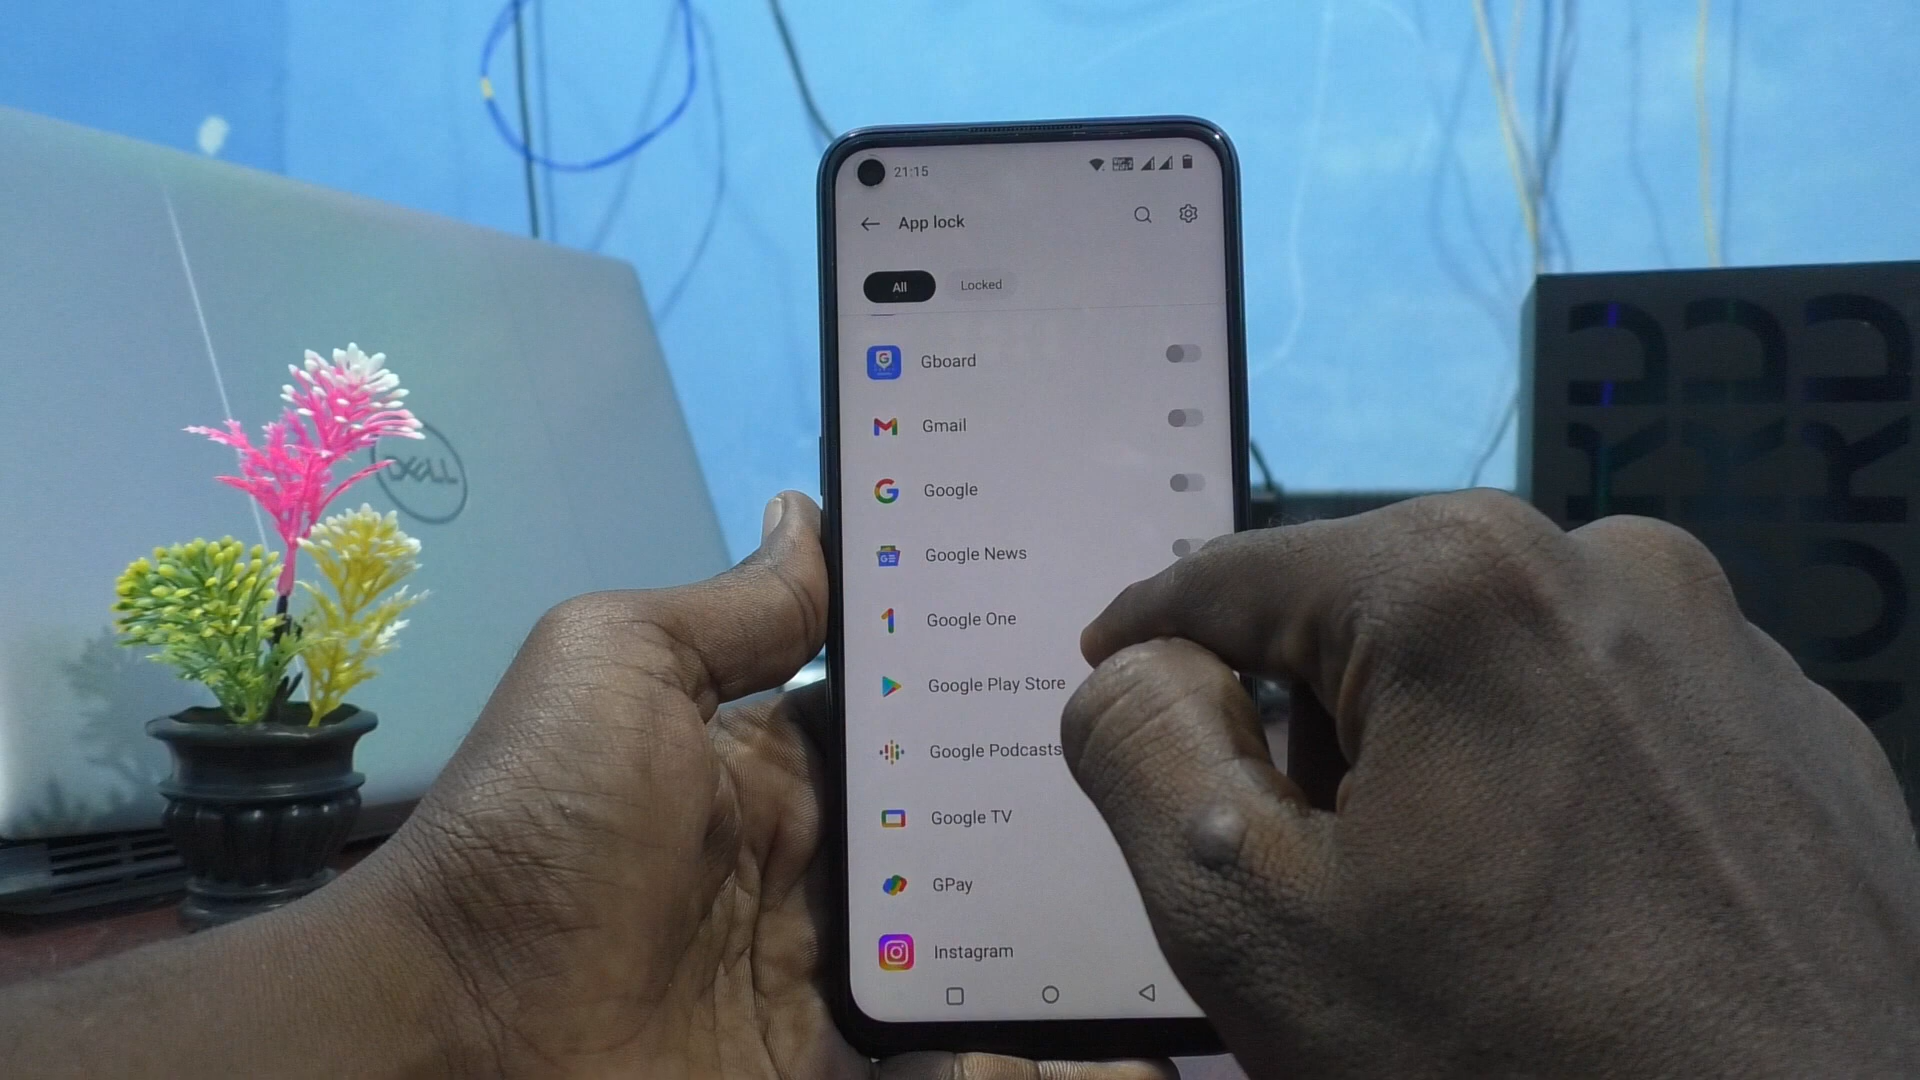 21:15
App lock
All
Locked
Gboard
Gmail
Google
Google News
Google One
Google Play Store
Google Podcasts
Google TV
GPay
Instagram
DELL